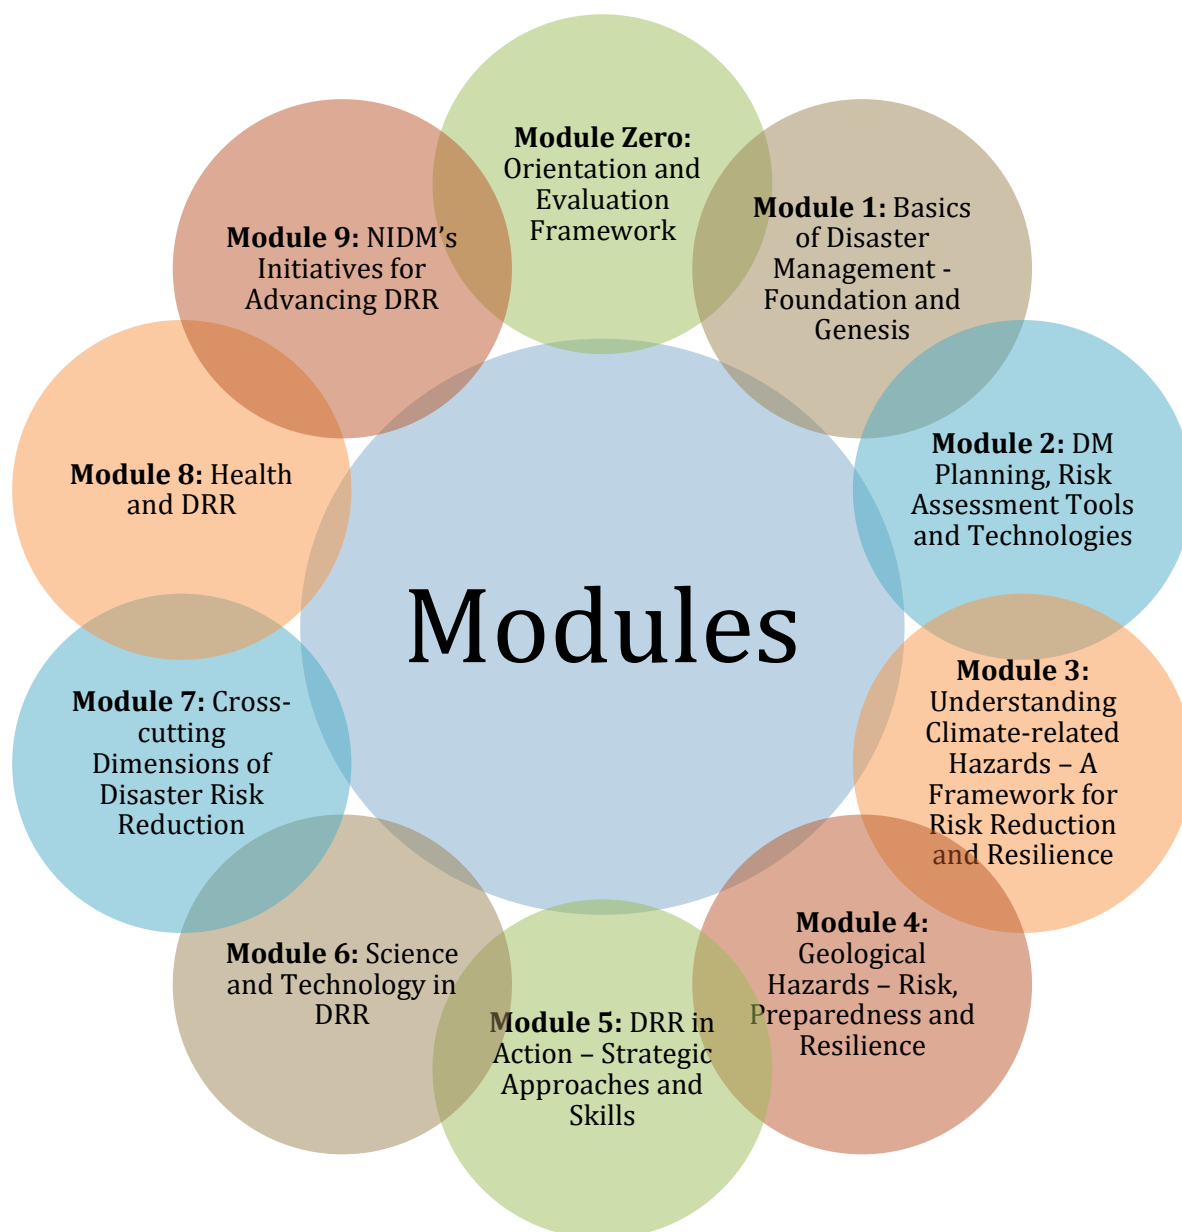 Module Zero:
Orientation and
Evaluation
Framework
Module 1: Basics
of Disaster
Management -
Foundation and
Genesis
Module 2: DM
Planning, Risk
Assessment Tools
and Technologies
Module 3:
Understanding
Climate-related
Hazards – A
Framework for
Risk Reduction
and Resilience
Module 4:
Geological
Hazards – Risk,
Preparedness and
Resilience
Module 5: DRR in
Action – Strategic
Approaches and
Skills
Module 6: Science
and Technology in
DRR
Module 7: Cross-
cutting
Dimensions of
Disaster Risk
Reduction
Module 8: Health
and DRR
Module 9: NIDM’s
Initiatives for
Advancing DRR
Modules